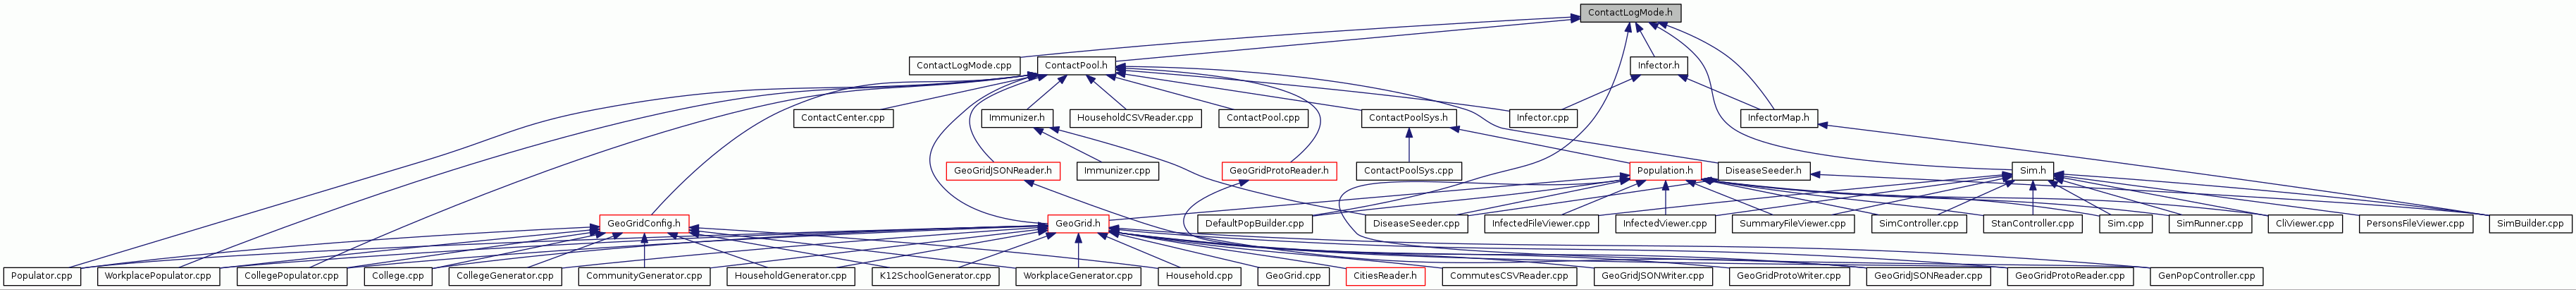 ContactLogMode.h
ContactLogMode.cpp
ContactPool.h
Infector.h
ContactCenter.cpp
Immunizer.h
HouseholdCSVReader.cpp
ContactPool.cpp
ContactPoolSys.h
Infector.cpp
InfectorMap.h
GeoGridJSONReader.h
Immunizer.cpp
GeoGridProtoReader.h
ContactPoolSys.cpp
Population.h
DiseaseSeeder.h
Sim.h
GeoGridConfig.h
GeoGrid.h
DefaultPopBuilder.cpp
DiseaseSeeder.cpp
InfectedFileViewer.cpp
InfectedViewer.cpp
SummaryFileViewer.cpp
SimController.cpp
StanController.cpp
Sim.cpp
SimRunner.cpp
CliViewer.cpp
PersonsFileViewer.cpp
SimBuilder.cpp
Populator.cpp
WorkplacePopulator.cpp
CollegePopulator.cpp
College.cpp
CollegeGenerator.cpp
CommunityGenerator.cpp
HouseholdGenerator.cpp
K12SchoolGenerator.cpp
WorkplaceGenerator.cpp
Household.cpp
GeoGrid.cpp
CitiesReader.h
CommutesCSVReader.cpp
GeoGridJSONWriter.cpp
GeoGridProtoWriter.cpp
GeoGridJSONReader.cpp
GeoGridProtoReader.cpp
GenPopController.cpp